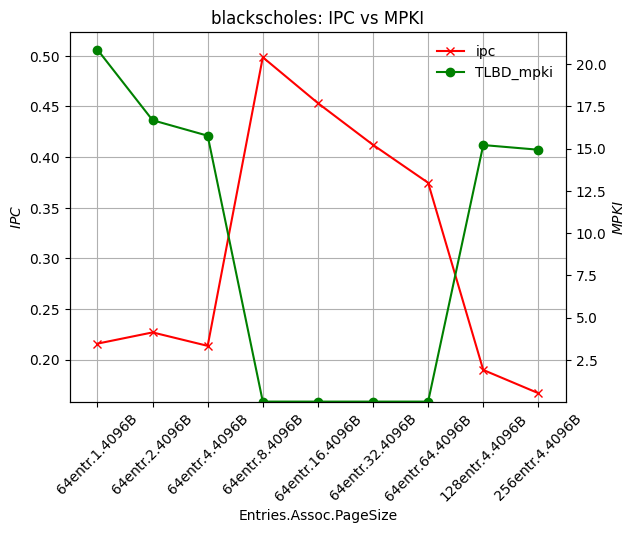 blackscholes: IPC vs MPKI
ipc
TLBD_mpki
0.50
0.45
0.40
0.35
0.30
0.25
0.20
IPC
20.0
17.5
15.0
12.5
10.0
7.5
5.0
2.5
MPKI
64entr.1.4096B
64entr.2.4096B
64entr.4.4096B
64entr.8.4096B
64entr.16.4096B
64entr.32.4096B
64entr.64.4096B
128entr.4.4096B
256entr.4.4096B
Entries.Assoc.PageSize